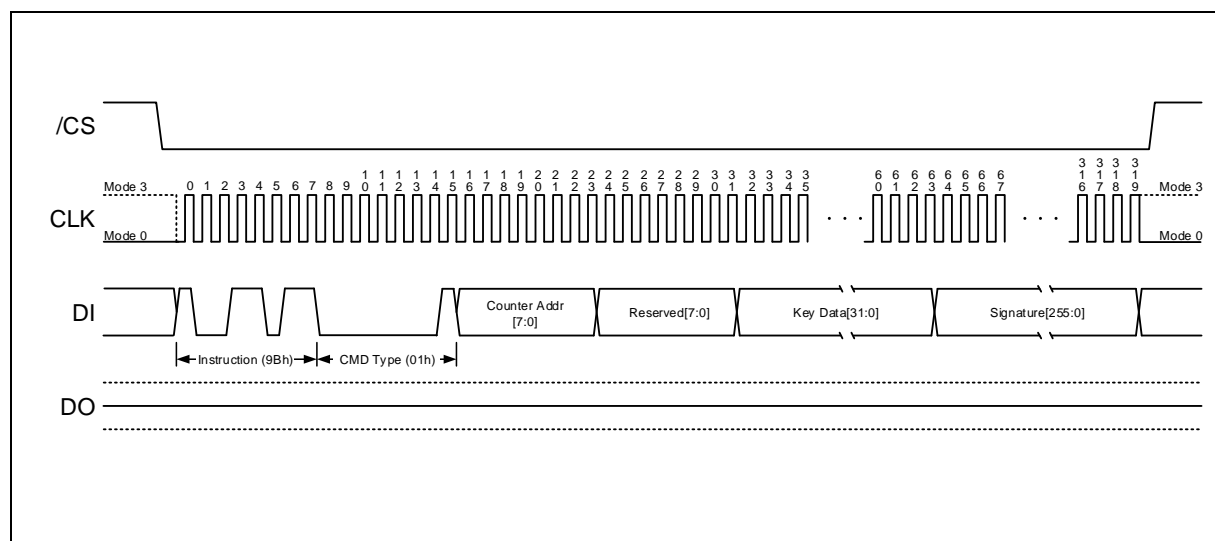 /CS
Mode 3
0 1 2 3 4 5 6 7 8 9 10 11 12 13 14 15 16 17 18 19 20 21 22 23 24 25 26 27 28 29 30 31 32 33 34 35 60 61 62 63 64 65 66 67 316 317 318 319
Mode 3
CLK
Mode 0
. . .
. . .
Mode 0
DI
Counter Addr
[7:0]
Reserved[7:0]
Key Data[31:0]
Signature[255:0]
Instruction (9Bh)
CMD Type (01h)
DO